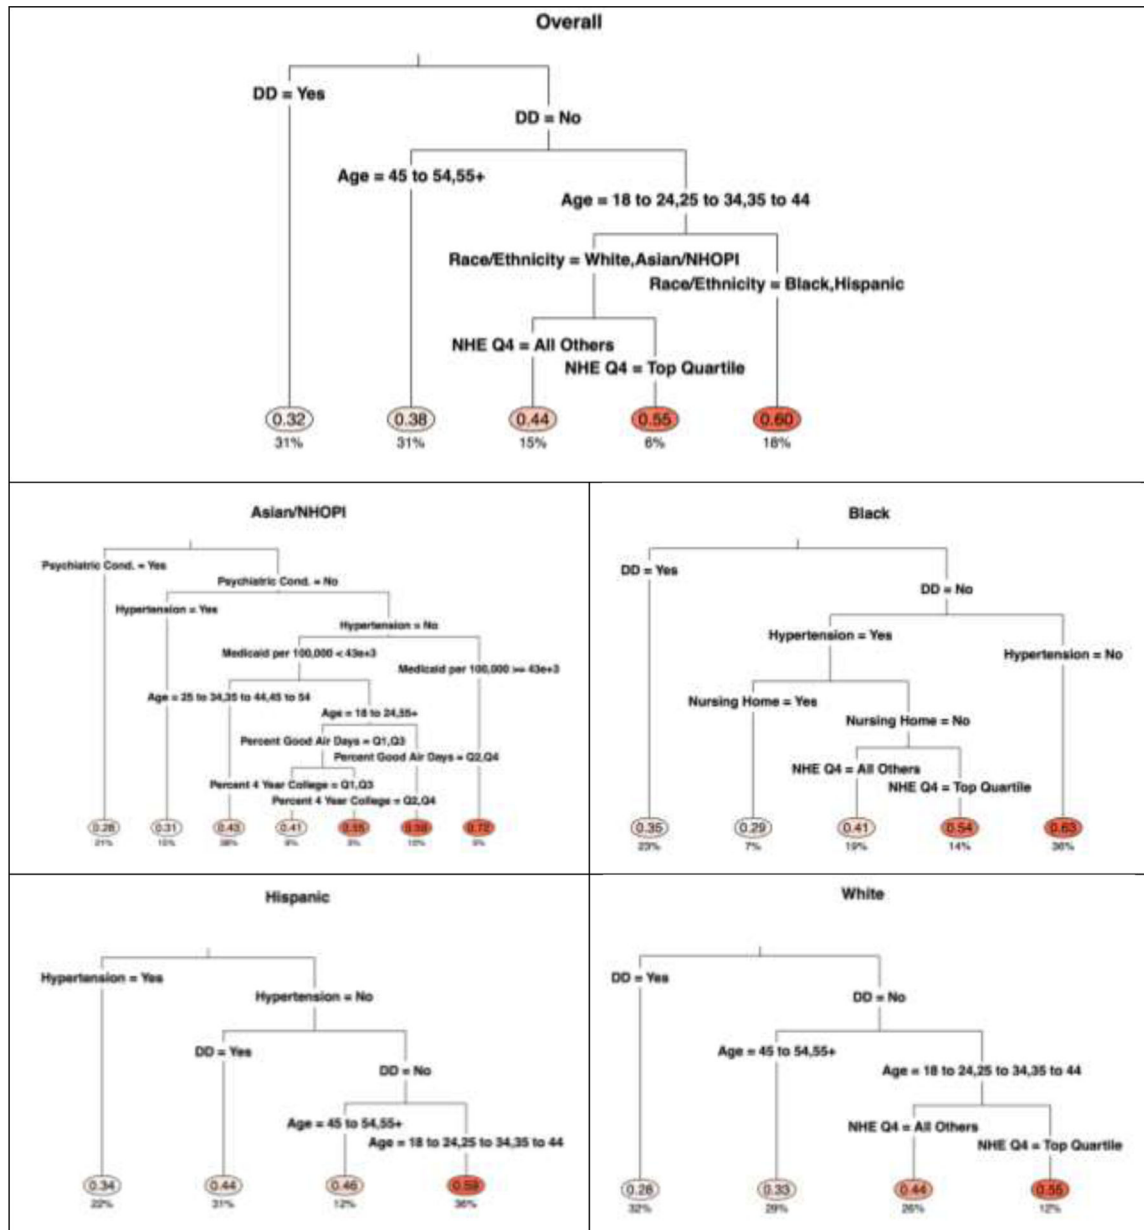 Overall
DD = Yes
DD = No
Age = 45 to 54,55+
Age = 18 to 24,25 to 34,35 to 44
Race/Ethnicity = White,Asian/NHOPI
Race/Ethnicity = Black,Hispanic
NHE Q4 = All Others
NHE Q4 = Top Quartile
0.32 0.38 0.44 0.55 0.60
31% 31% 15% 6% 18%
Asian/NHOPI
Psychiatric Cond. = Yes
Psychiatric Cond. = No
Hypertension = Yes
Hypertension = No
Medicaid per 100,000 < 43e+3
Medicaid per 100,000 >= 43e+3
Age = 25 to 34,35 to 44,45 to 54
Age = 18 to 24,55+
Percent Good Air Days = Q1,Q3
Percent Good Air Days = Q2,Q4
Percent 4 Year College = Q1,Q3
Percent 4 Year College = Q2,Q4
0.28 0.31 0.43 0.41 0.55 0.72
21%
Black
DD = Yes
DD = No
Hypertension = Yes
Hypertension = No
Nursing Home = Yes
Nursing Home = No
NHE Q4 = All Others
NHE Q4 = Top Quartile
0.35 0.29 0.41 0.54 0.63
23% 7% 19% 14% 36%
Hispanic
Hypertension = Yes
Hypertension = No
DD = Yes
DD = No
Age = 45 to 54,55+
Age = 18 to 24,25 to 34,35 to 44
0.34 0.44 0.46 0.59
22% 31% 12% 36%
White
DD = Yes
DD = No
Age = 45 to 54,55+
Age = 18 to 24,25 to 34,35 to 44
NHE Q4 = All Others
NHE Q4 = Top Quartile
0.33 0.44 0.55
32% 29% 26% 12%